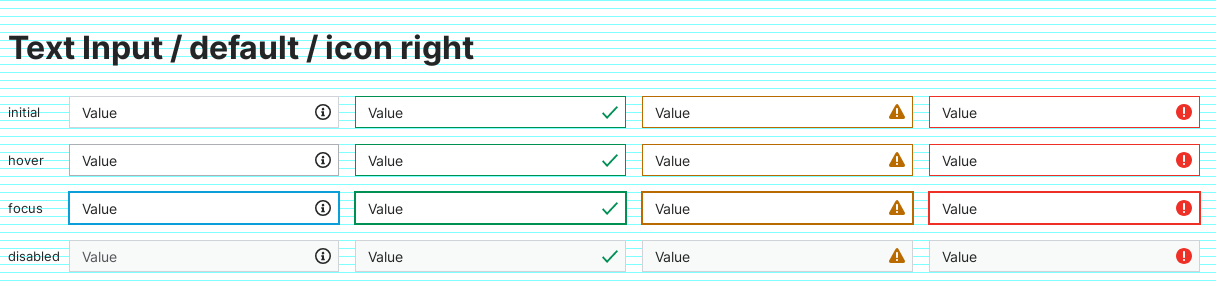 Text Input / default / icon right
initial Value Value Value Value
hover Value Value Value Value
focus Value Value Value Value
disabled Value Value Value Value